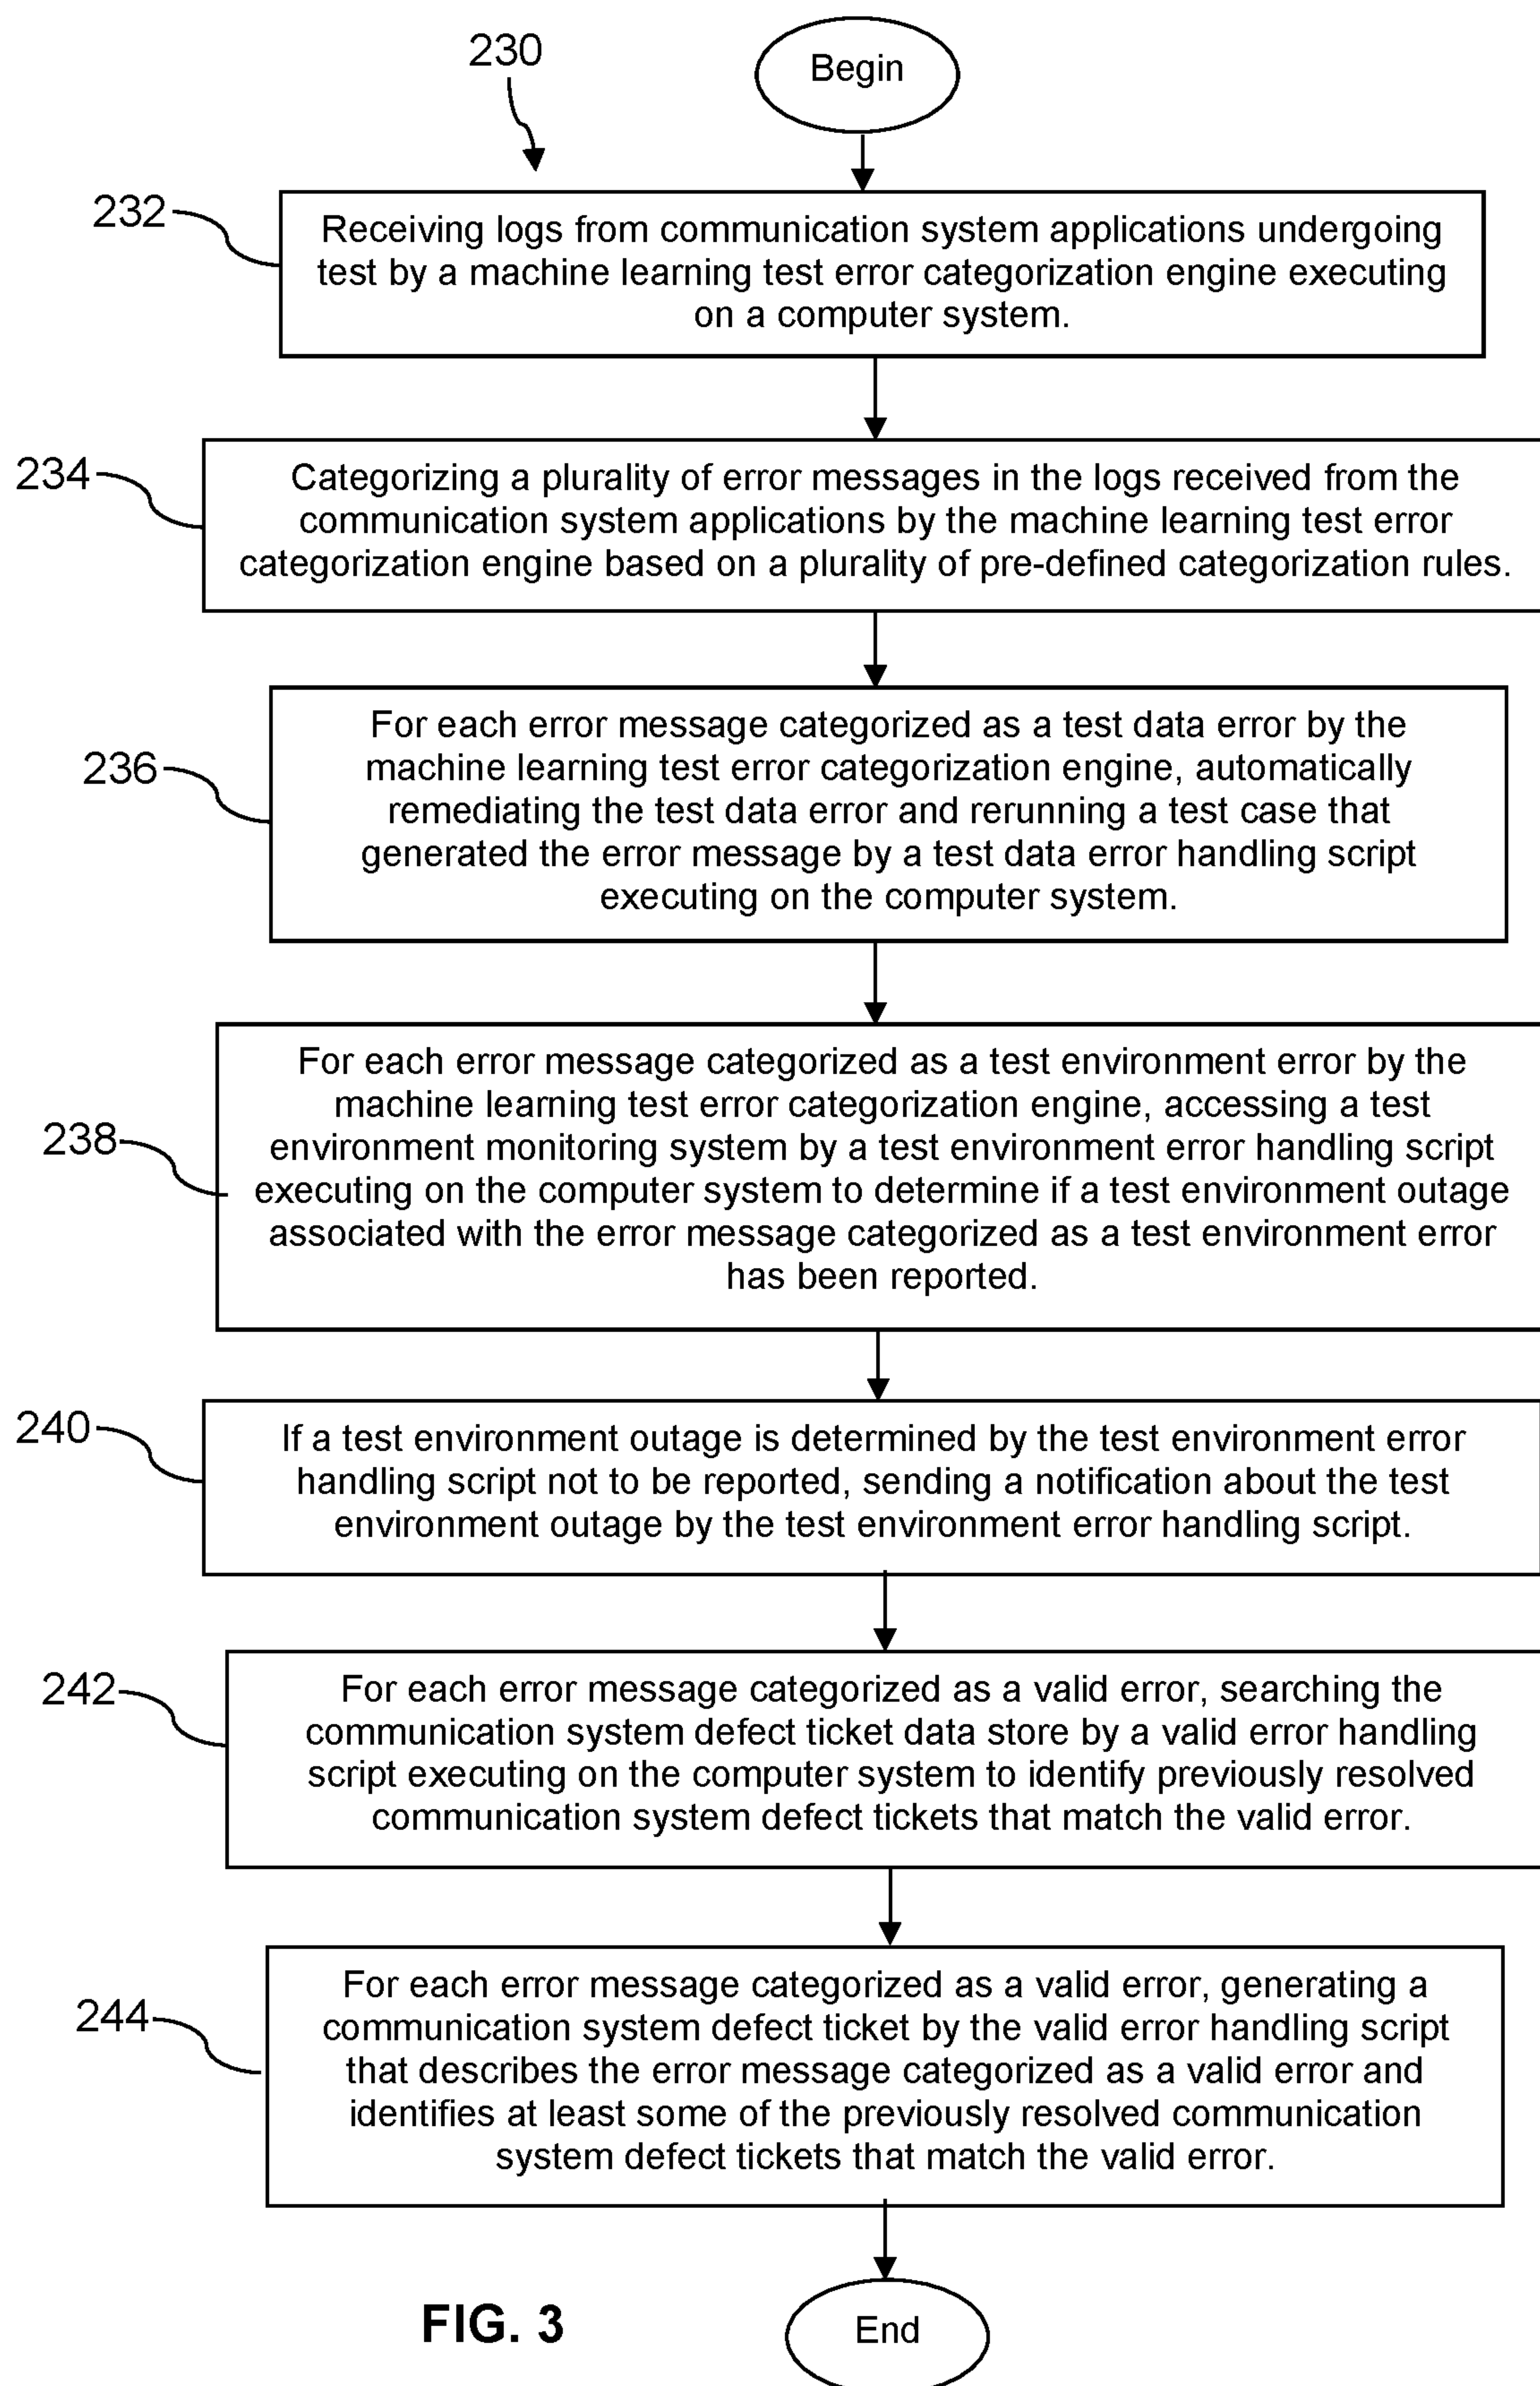 230
Begin
232
Receiving logs from communication system applications undergoing
test by a machine learning test error categorization engine executing
on a computer system.
234
Categorizing a plurality of error messages in the logs received from the
communication system applications by the machine learning test error
categorization engine based on a plurality of pre-defined categorization rules.
236
For each error message categorized as a test data error by the
machine learning test error categorization engine, automatically
remediating the test data error and rerunning a test case that
generated the error message by a test data error handling script
executing on the computer system.
238
For each error message categorized as a test environment error by the
machine learning test error categorization engine, accessing a test
environment monitoring system by a test environment error handling script
executing on the computer system to determine if a test environment outage
associated with the error message categorized as a test environment error
has been reported.
240
If a test environment outage is determined by the test environment error
handling script not to be reported, sending a notification about the test
environment outage by the test environment error handling script.
242
For each error message categorized as a valid error, searching the
communication system defect ticket data store by a valid error handling
script executing on the computer system to identify previously resolved
communication system defect tickets that match the valid error.
244
For each error message categorized as a valid error, generating a
communication system defect ticket by the valid error handling script
that describes the error message categorized as a valid error and
identifies at least some of the previously resolved communication
system defect tickets that match the valid error.
FIG. 3
End